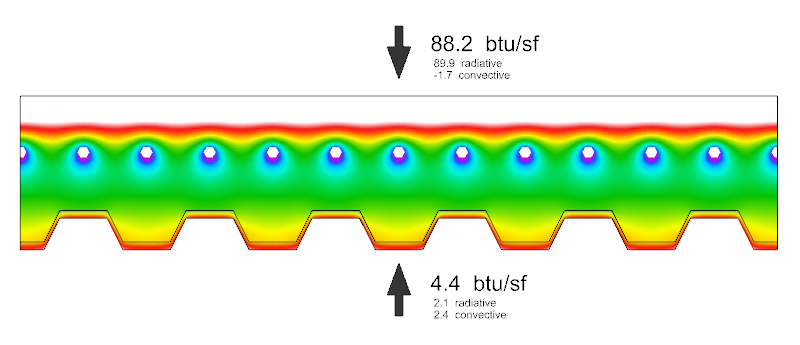 88.2 btu/sf
89.9 radiative
-1.7 convective
4.4 btu/sf
2.1 radiative
2.4 convective